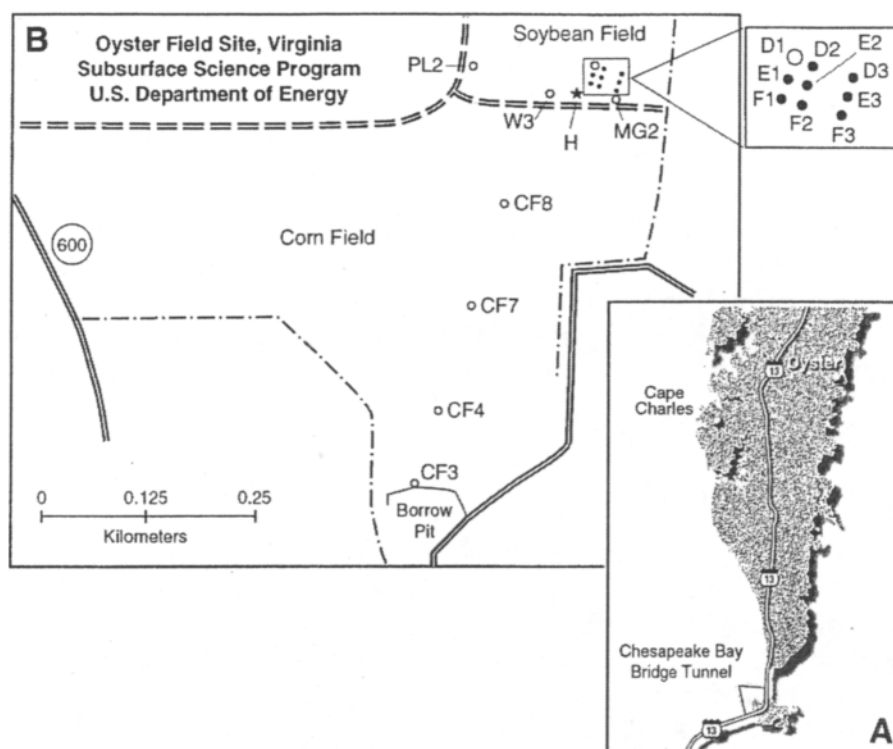 B
Oyster Field Site, Virginia
Subsurface Science Program
U.S. Department of Energy
Soybean Field
PL2
W3
H
MG2
D1
D2
E2
E1
D3
F1
E3
F2
F3
CF8
Corn Field
600
CF7
CF4
CF3
Borrow
Pit
0 0.125 0.25
Kilometers
13
Oyster
Cape
Charles
13
Chesapeake Bay
Bridge Tunnel
13
A